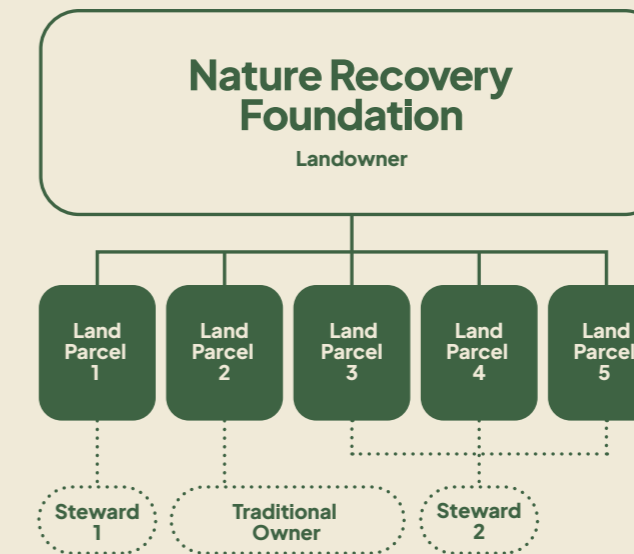 Nature Recovery
Foundation
Landowner
Land
Parcel
1
Land
Parcel
2
Land
Parcel
3
Land
Parcel
4
Land
Parcel
5
Steward
1
Traditional
Owner
Steward
2